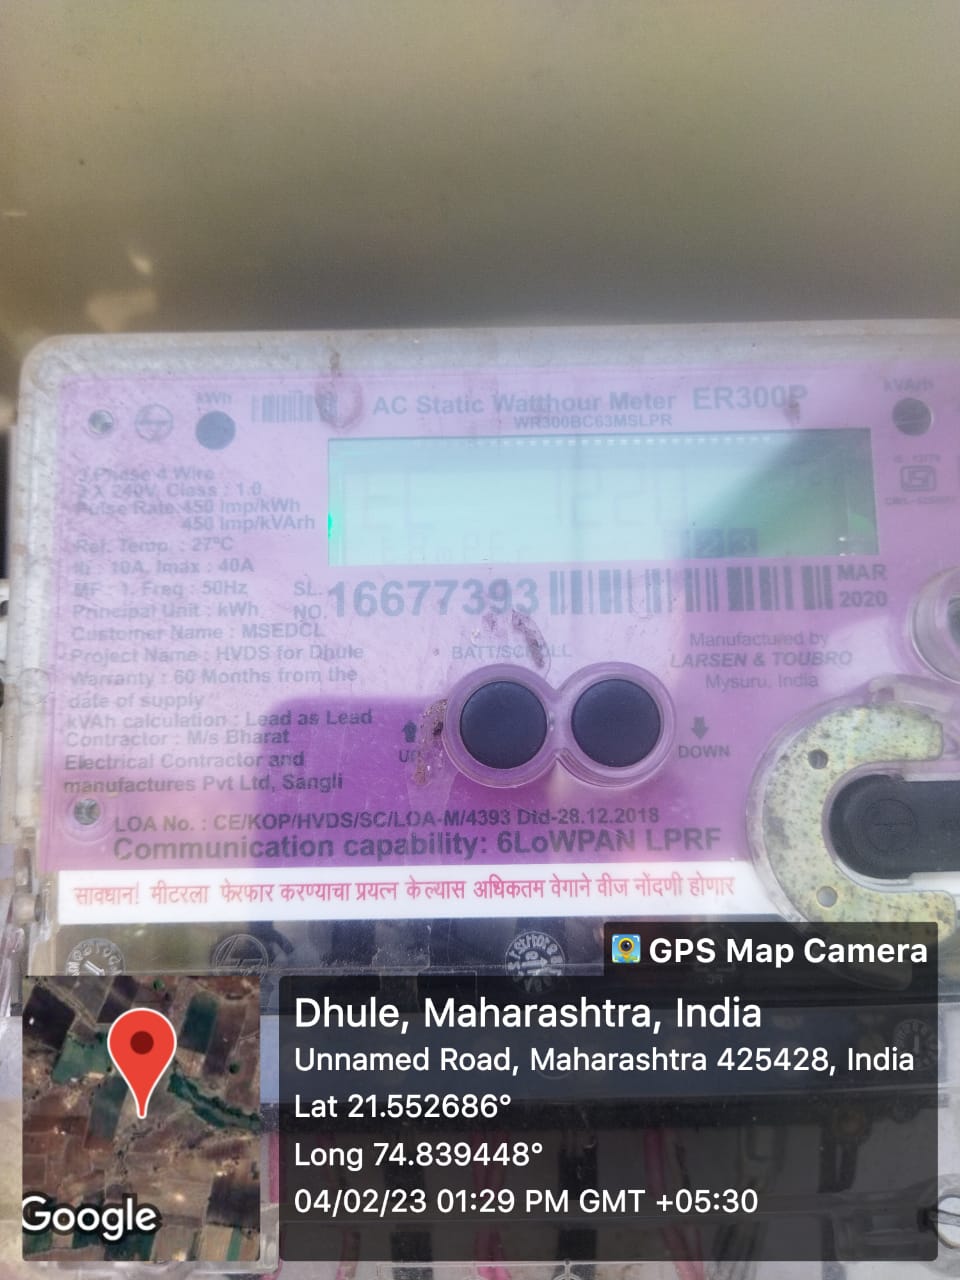 kWh
AC Static Watthour Meter ER300P
WR300BC63MSLPR
kVArh
3 Phase 4 Wire
3 X 240V, Class : 1.0
Pulse Rate:450 Imp/kWh
450 Imp/kVArh
Ref. Temp. : 27°C
Ib : 10A, Imax : 40A
MF : 1, Freq : 50Hz
Principal Unit : kWh
Customer Name : MSEDCL
Project Name : HVDS for Dhule
Warranty : 60 Months from the
date of supply
kVAh calculation : Lead as Lead
Contractor : M/s Bharat
Electrical Contractor and
manufactures Pvt Ltd, Sangli
SL.
NO. 16677393
MAR
2020
BATT/SCROLL
Manufactured by
LARSEN & TOUBRO
Mysuru, India
UP
DOWN
LOA No. : CE/KOP/HVDS/SC/LOA-M/4393 Dtd-28.12.2018
Communication capability: 6LoWPAN LPRF
सावधान! मीटरला फेरफार करण्याचा प्रयत्न केल्यास अधिकतम वेगाने वीज नोंदणी होणार
GPS Map Camera
Dhule, Maharashtra, India
Unnamed Road, Maharashtra 425428, India
Lat 21.552686°
Long 74.839448°
04/02/23 01:29 PM GMT +05:30
Google